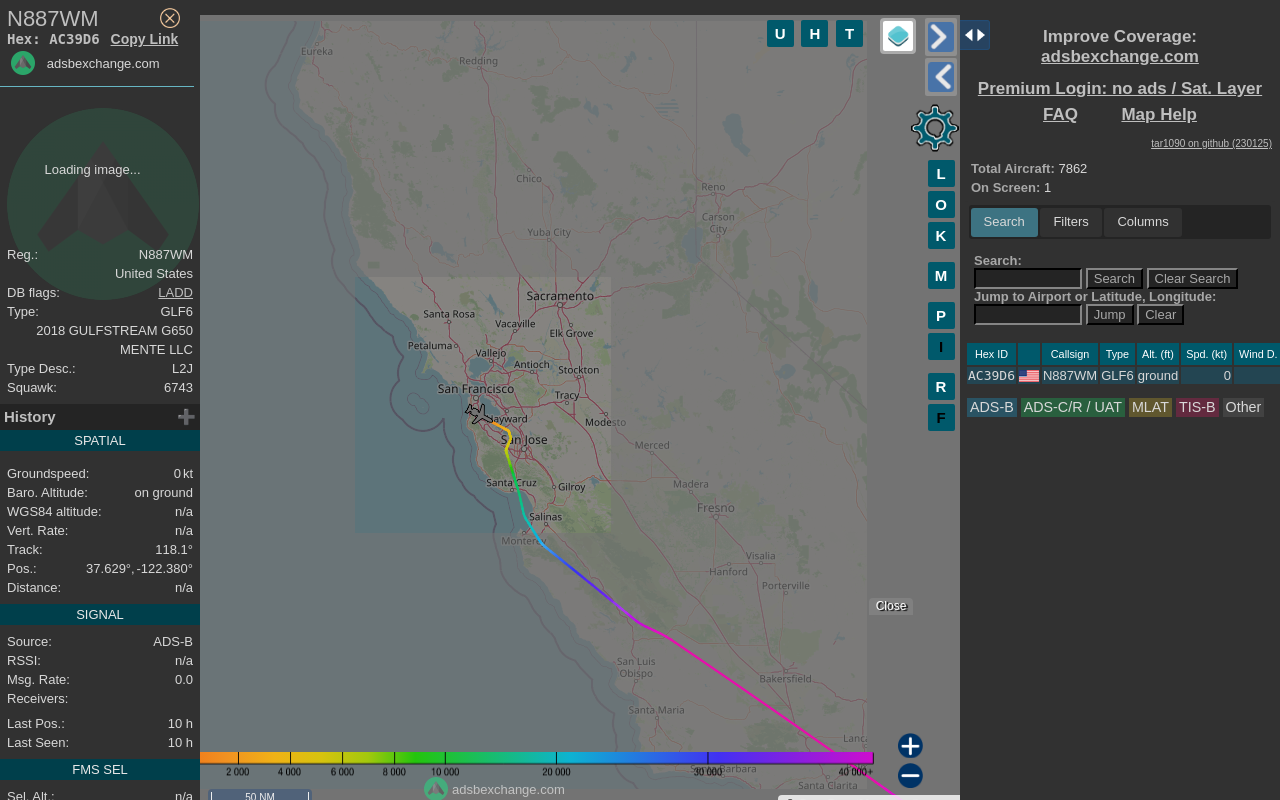 N887WM
Hex: AC39D6 Copy Link
adsbexchange.com
Loading image...
Reg.: N887WM
United States
DB flags: LADD
Type: GLF6
2018 GULFSTREAM G650
MENTE LLC
Type Desc.: L2J
Squawk: 6743
History
SPATIAL
Groundspeed: 0 kt
Baro. Altitude: on ground
WGS84 altitude: n/a
Vert. Rate: n/a
Track: 118.1°
Pos.: 37.629°, -122.380°
Distance: n/a
SIGNAL
Source: ADS-B
RSSI: n/a
Msg. Rate: 0.0
Receivers:
Last Pos.: 10 h
Last Seen: 10 h
FMS SEL
Sel. Alt.: n/a
U H T
L
O
K
M
P
I
R
F
Eureka
Redding
Chico
Reno
Carson
City
Yuba City
Sacramento
Santa Rosa
Vacaville
Elk Grove
Petaluma
Vallejo
Antioch
Stockton
San Francisco
Tracy
Hayward
Modesto
San Jose
Merced
Santa Cruz
Gilroy
Madera
Fresno
Salinas
Monterey
Visalia
Hanford
Porterville
San Luis
Obispo
Bakersfield
Santa Maria
Santa Clarita
2 000 4 000 6 000 8 000 10 000 20 000 30 000 40 000+
adsbexchange.com
50 NM
Close
Improve Coverage:
adsbexchange.com
Premium Login: no ads / Sat. Layer
FAQ Map Help
tar1090 on github (230125)
Total Aircraft: 7862
On Screen: 1
Search Filters Columns
Search:
Search Clear Search
Jump to Airport or Latitude, Longitude:
Jump Clear
Hex ID Callsign Type Alt. (ft) Spd. (kt) Wind D.
AC39D6 N887WM GLF6 ground 0
ADS-B ADS-C/R / UAT MLAT TIS-B Other